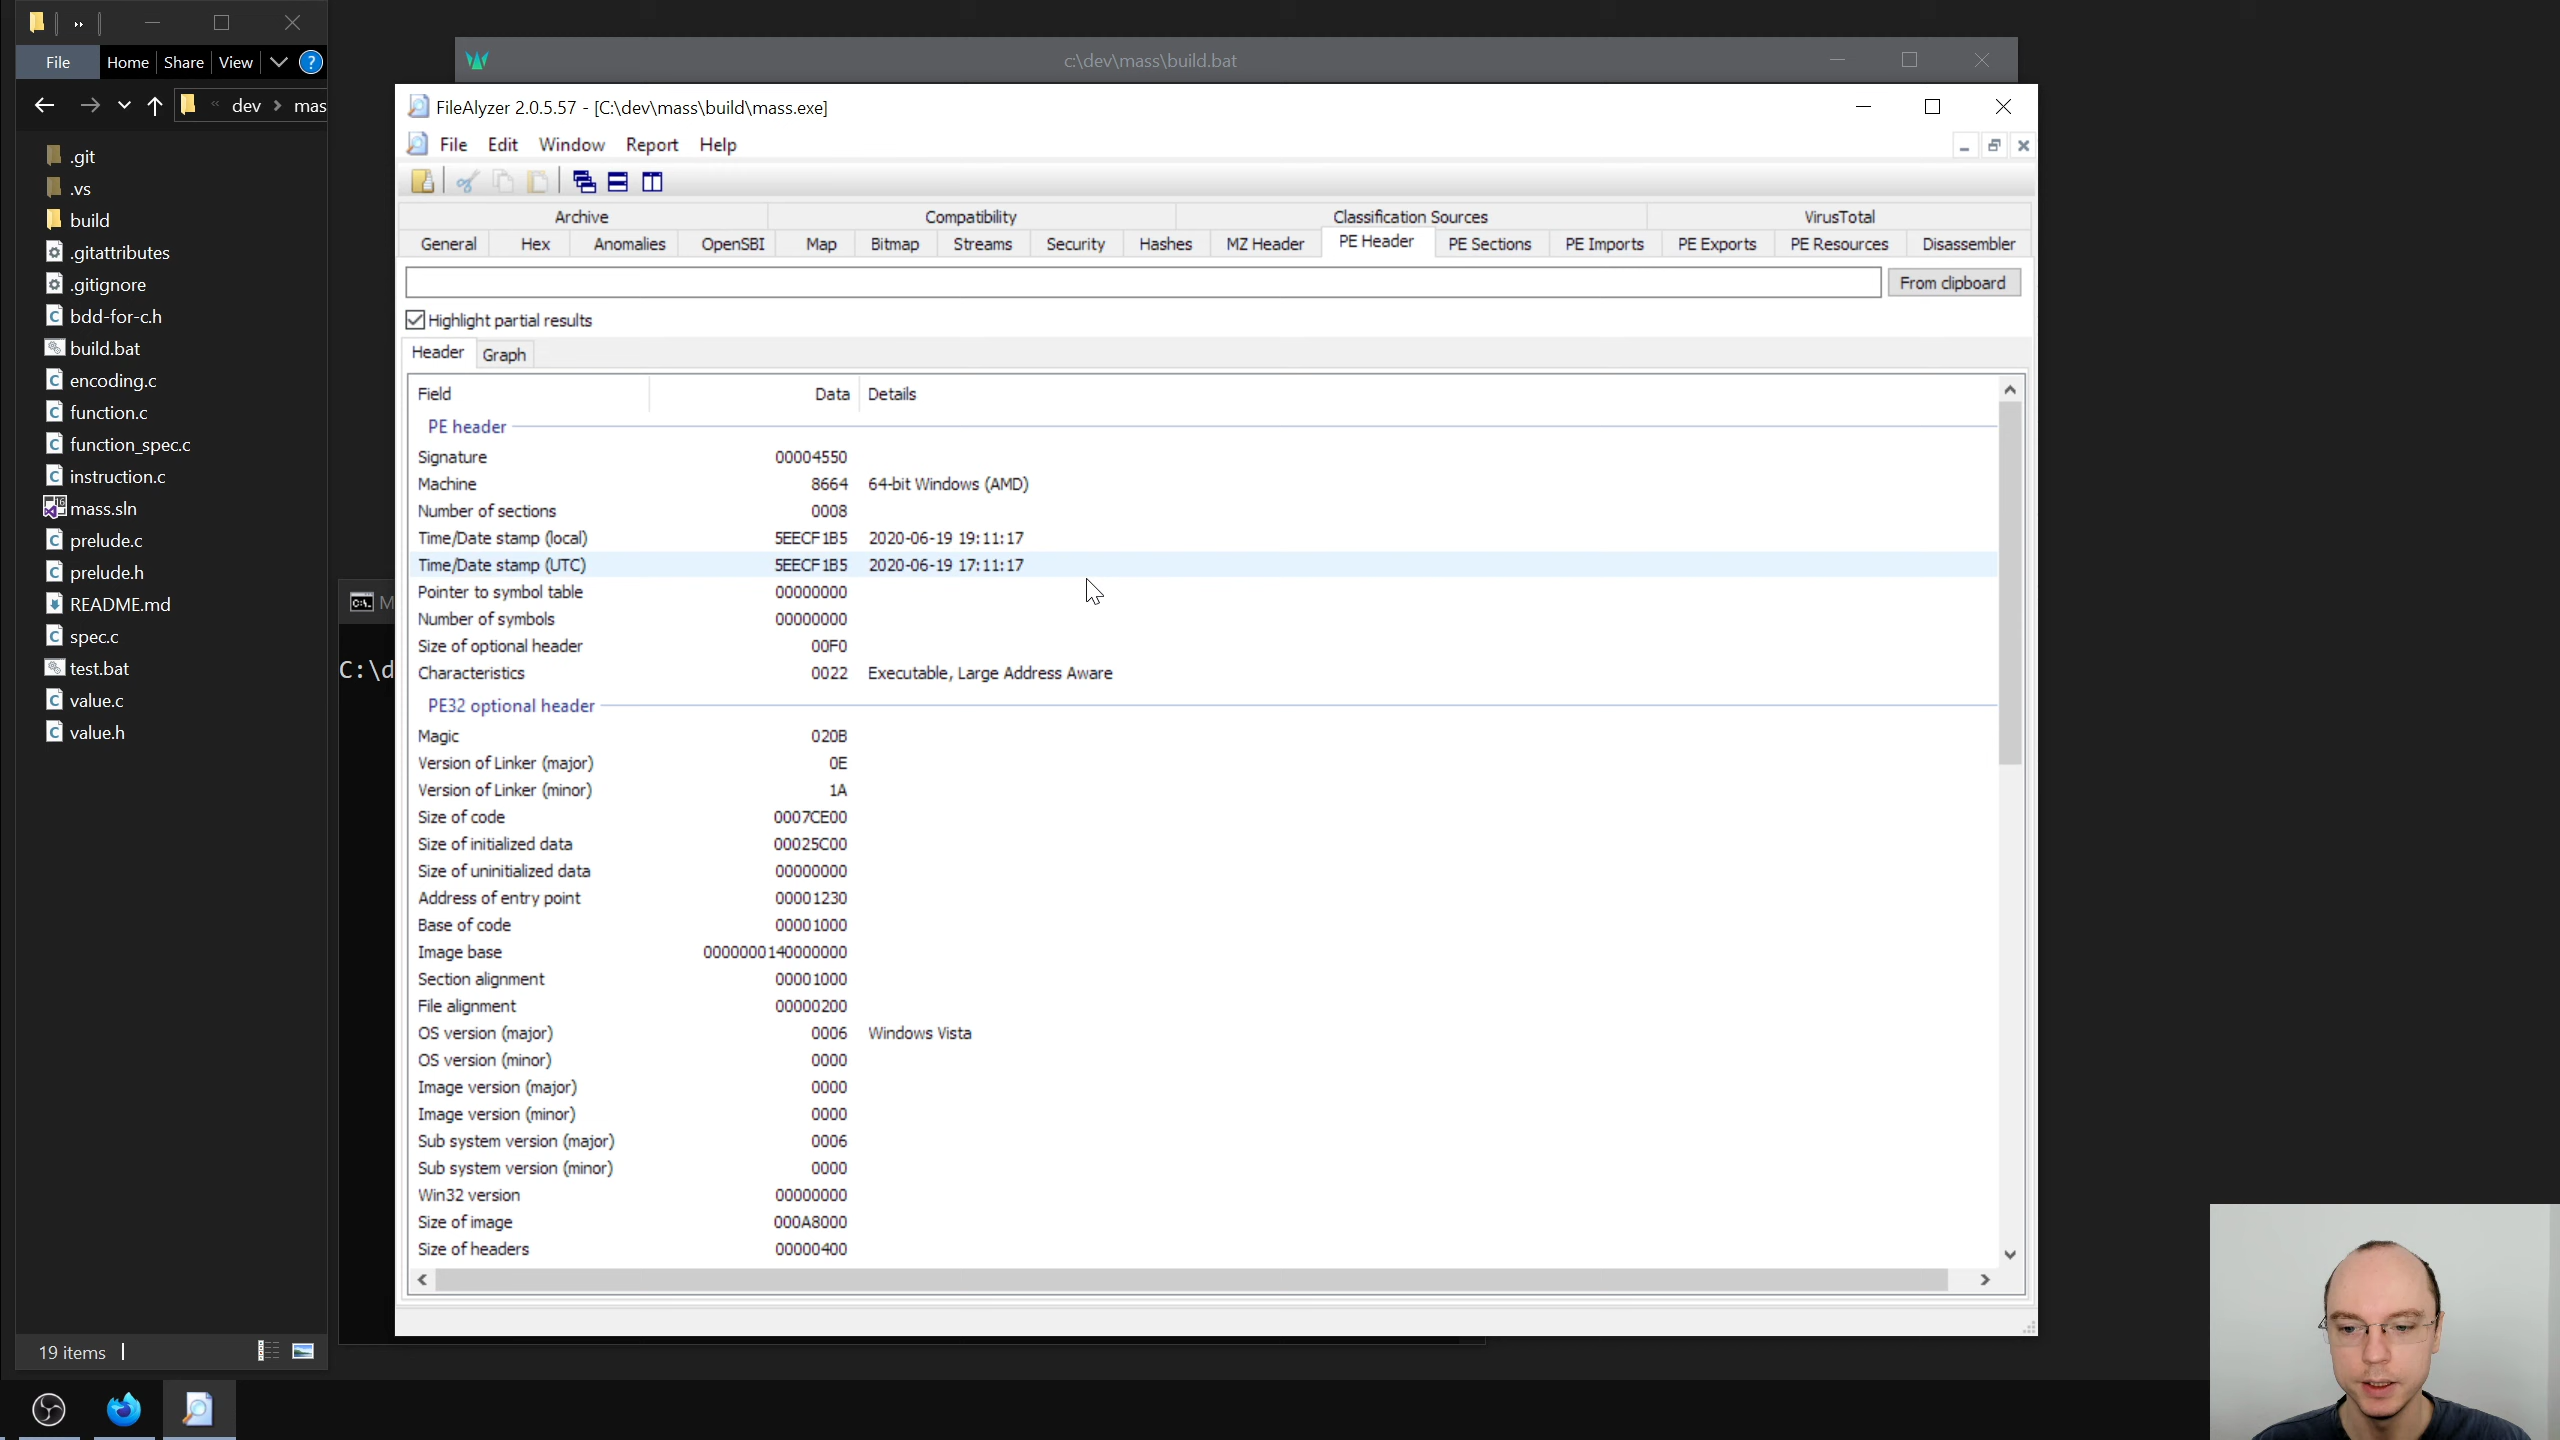 File Home Share View
dev > mas
.git
.vs
build
.gitattributes
.gitignore
bdd-for-c.h
build.bat
encoding.c
function.c
function_spec.c
instruction.c
mass.sln
prelude.c
prelude.h
README.md
spec.c
test.bat
value.c
value.h
19 items
c:\dev\mass\build.bat
M
C:\d
FileAlyzer 2.0.5.57 - [C:\dev\mass\build\mass.exe]
File Edit Window Report Help
Archive Compatibility Classification Sources VirusTotal
General Hex Anomalies OpenSBI Map Bitmap Streams Security Hashes MZ Header PE Header PE Sections PE Imports PE Exports PE Resources Disassembler
From clipboard
Highlight partial results
Header Graph
Field Data Details
PE header
Signature 00004550
Machine 8664 64-bit Windows (AMD)
Number of sections 0008
Time/Date stamp (local) 5EECF1B5 2020-06-19 19:11:17
Time/Date stamp (UTC) 5EECF1B5 2020-06-19 17:11:17
Pointer to symbol table 00000000
Number of symbols 00000000
Size of optional header 00F0
Characteristics 0022 Executable, Large Address Aware
PE32 optional header
Magic 020B
Version of Linker (major) 0E
Version of Linker (minor) 1A
Size of code 0007CE00
Size of initialized data 00025C00
Size of uninitialized data 00000000
Address of entry point 00001230
Base of code 00001000
Image base 0000000140000000
Section alignment 00001000
File alignment 00000200
OS version (major) 0006 Windows Vista
OS version (minor) 0000
Image version (major) 0000
Image version (minor) 0000
Sub system version (major) 0006
Sub system version (minor) 0000
Win32 version 00000000
Size of image 000A8000
Size of headers 00000400